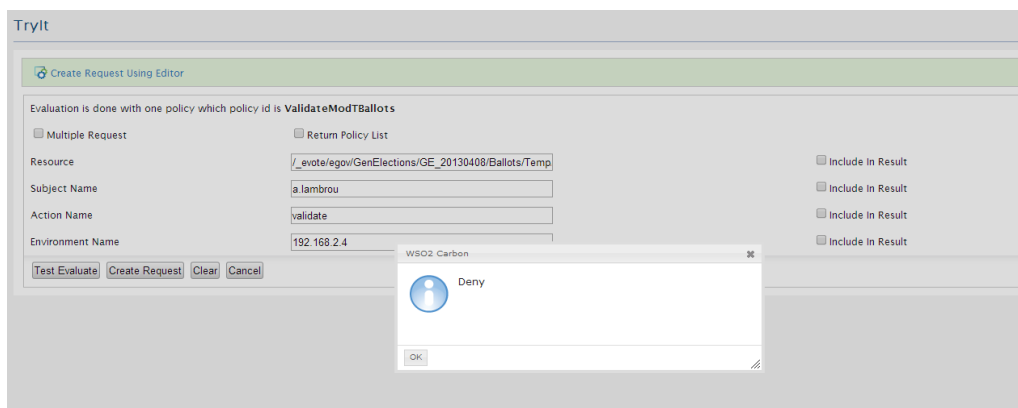 TryIt
Create Request Using Editor
Evaluation is done with one policy which policy id is ValidateModTBallots
Multiple Request Return Policy List
Resource /_evote/egov/GenElections/GE_20130408/Ballots/Temp Include In Result
Subject Name a.lambrou Include In Result
Action Name validate Include In Result
Environment Name 192.168.2.4 Include In Result
WSO2 Carbon
Test Evaluate Create Request Clear Cancel
Deny
OK